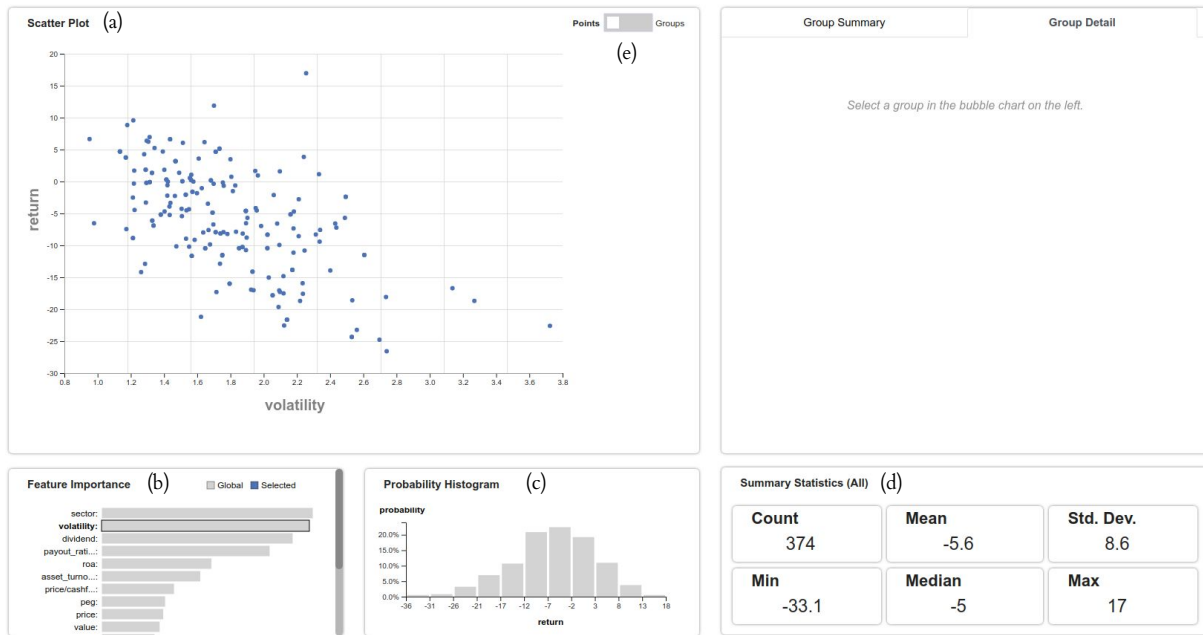 Scatter Plot (a)
Points Groups
(e)
20
15
10
5
0
-5
-10
-15
-20
-25
-30
return
0.8 1.0 1.2 1.4 1.6 1.8 2.0 2.2 2.4 2.6 2.8 3.0 3.2 3.4 3.6 3.8
volatility
Group Summary Group Detail
Select a group in the bubble chart on the left.
Feature Importance (b) Global Selected
sector:
volatility:
dividend:
payout_rati...:
roa:
asset_turno...:
price/cashf...:
peg:
price:
value:
Probability Histogram (c)
probability
20.0%
15.0%
10.0%
5.0%
0.0%
-36 -31 -26 -21 -17 -12 -7 -2 3 8 13 18
return
Summary Statistics (All) (d)
Count Mean Std. Dev.
374 -5.6 8.6
Min Median Max
-33.1 -5 17